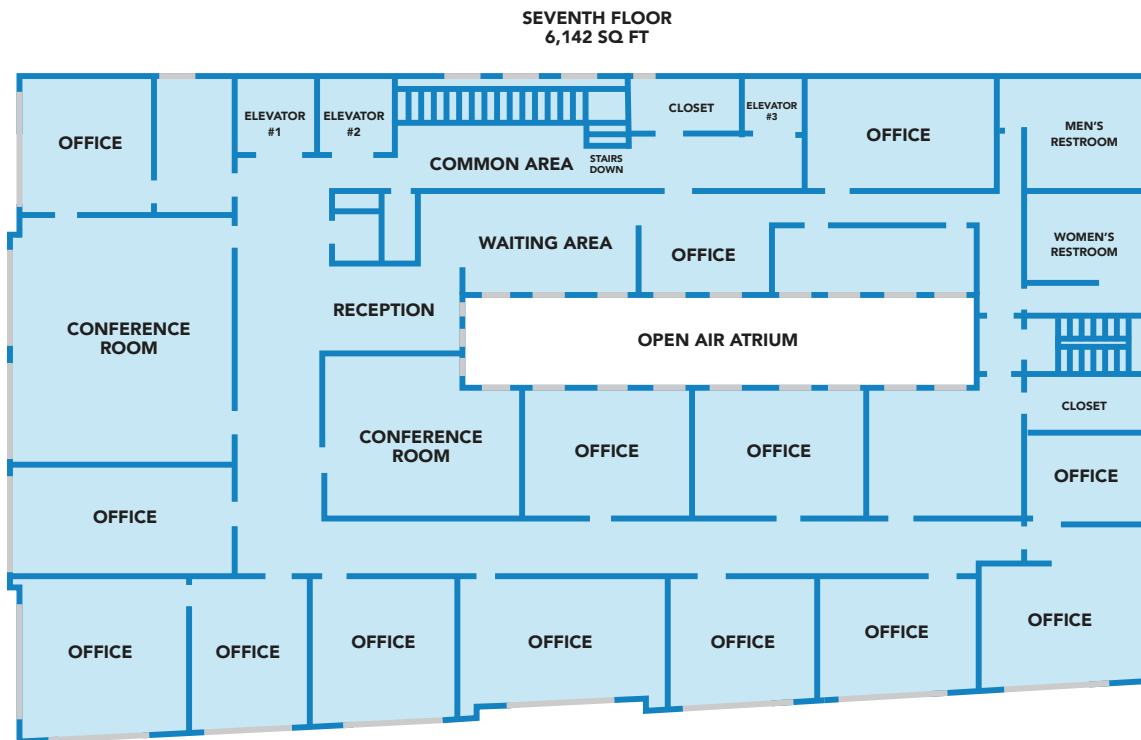 SEVENTH FLOOR
6,142 SQ FT
OFFICE
ELEVATOR
#1
ELEVATOR
#2
CLOSET
ELEVATOR
#3
OFFICE
MEN'S
RESTROOM
COMMON AREA
STAIRS
DOWN
WAITING AREA
OFFICE
WOMEN'S
RESTROOM
RECEPTION
CONFERENCE
ROOM
OPEN AIR ATRIUM
CLOSET
CONFERENCE
ROOM
OFFICE
OFFICE
OFFICE
OFFICE
OFFICE
OFFICE
OFFICE
OFFICE
OFFICE
OFFICE
OFFICE